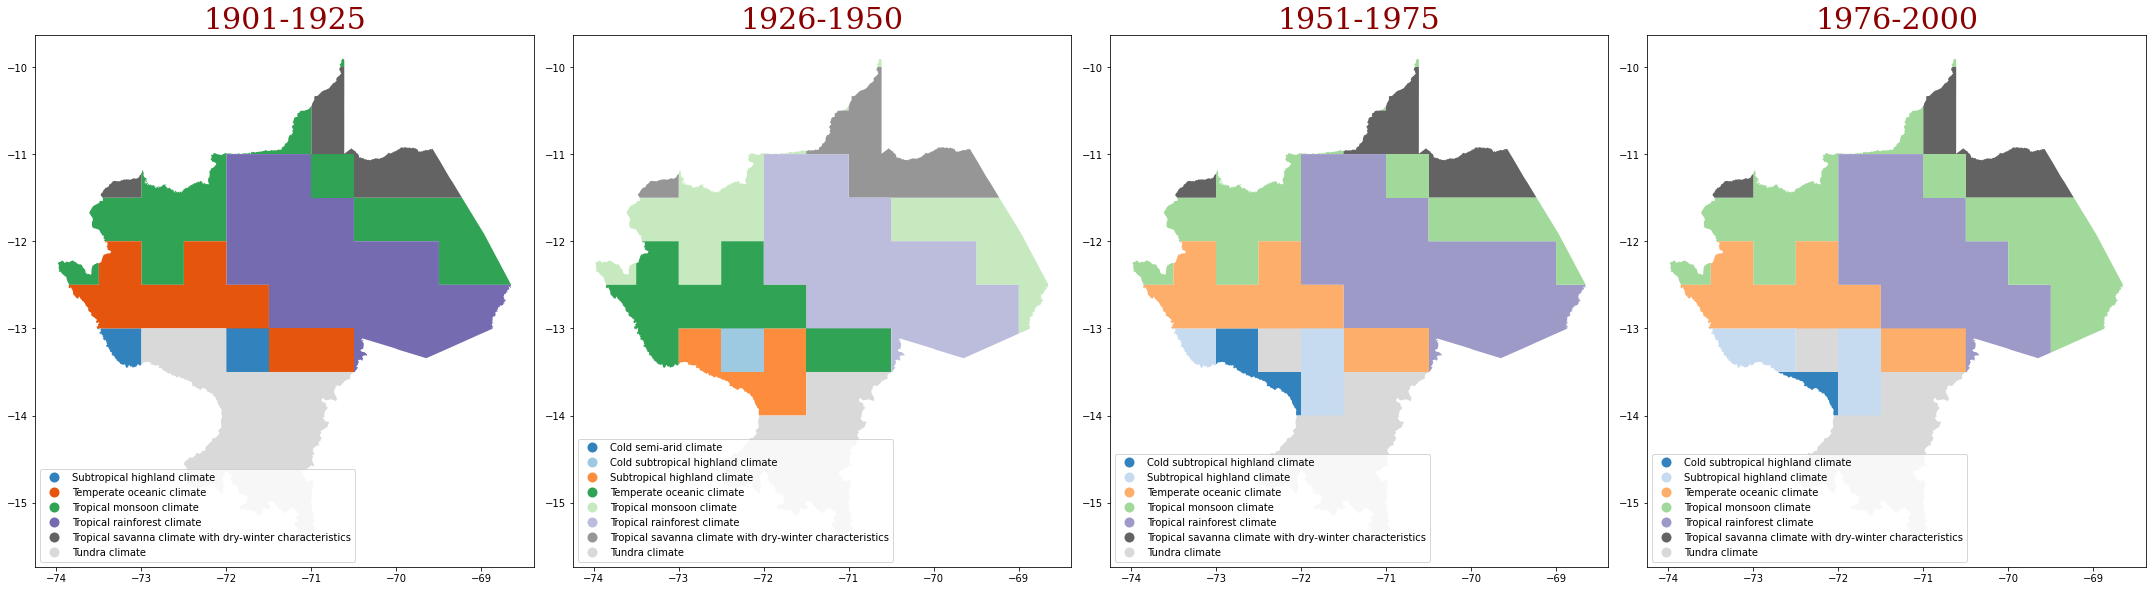 1901-1925
−10
−11
−12
−13
−14
−15
Subtropical highland climate
Temperate oceanic climate
Tropical monsoon climate
Tropical rainforest climate
Tropical savanna climate with dry-winter characteristics
Tundra climate
−74 −73 −72 −71 −70 −69
1926-1950
−10
−11
−12
−13
−14
−15
Cold semi-arid climate
Cold subtropical highland climate
Subtropical highland climate
Temperate oceanic climate
Tropical monsoon climate
Tropical rainforest climate
Tropical savanna climate with dry-winter characteristics
Tundra climate
−74 −73 −72 −71 −70 −69
1951-1975
−10
−11
−12
−13
−14
−15
Cold subtropical highland climate
Subtropical highland climate
Temperate oceanic climate
Tropical monsoon climate
Tropical rainforest climate
Tropical savanna climate with dry-winter characteristics
Tundra climate
−74 −73 −72 −71 −70 −69
1976-2000
−10
−11
−12
−13
−14
−15
Cold subtropical highland climate
Subtropical highland climate
Temperate oceanic climate
Tropical monsoon climate
Tropical rainforest climate
Tropical savanna climate with dry-winter characteristics
Tundra climate
−74 −73 −72 −71 −70 −69